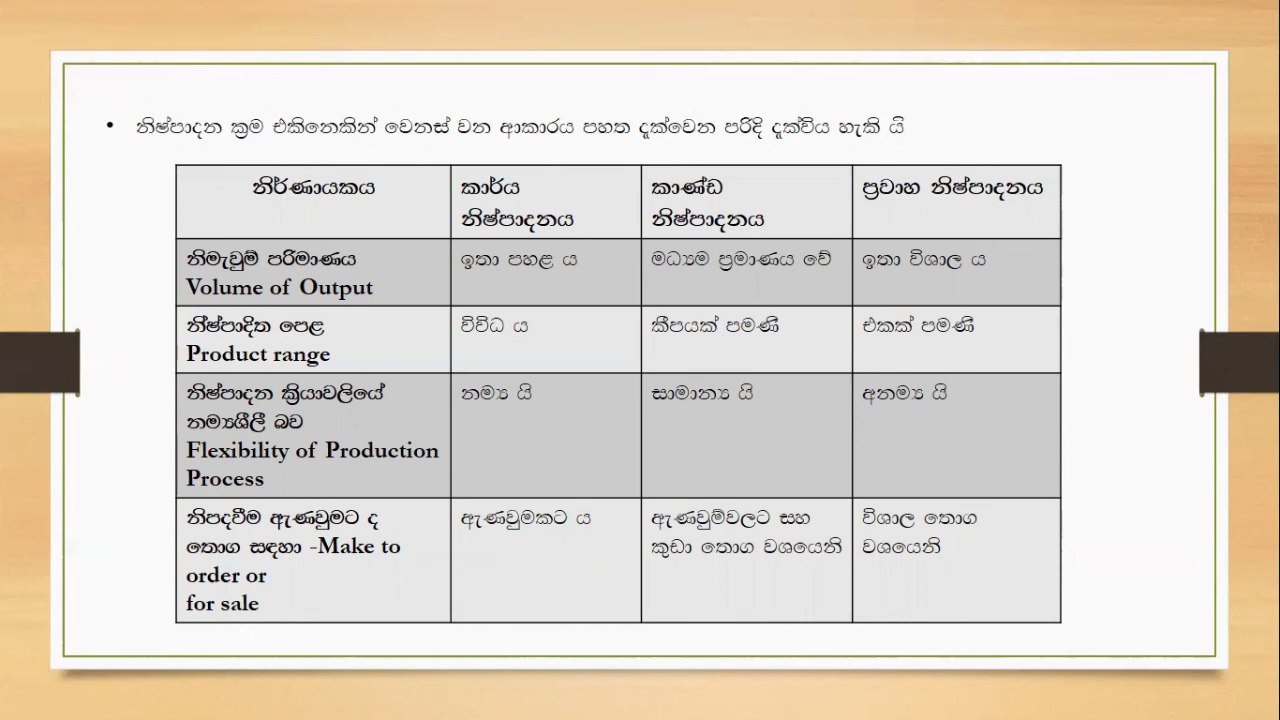 • නිෂ්පාදන ක්‍රම එකිනෙකින් වෙනස් වන ආකාරය පහත දැක්වෙන පරිදි දැක්විය හැකි යි
නිර්ණායකය
කාර්ය
නිෂ්පාදනය
කාණ්ඩ
නිෂ්පාදනය
ප්‍රවාහ නිෂ්පාදනය
නිමැවුම් පරිමාණය
Volume of Output
ඉතා පහළ ය
මධ්‍යම ප්‍රමාණය වේ
ඉතා විශාල ය
නිෂ්පාදිත පෙළ
Product range
විවිධ ය
කීපයක් පමණි
එකක් පමණි
නිෂ්පාදන ක්‍රියාවලියේ
නම්‍යශීලී බව
Flexibility of Production
Process
නම්‍ය යි
සාමාන්‍ය යි
අනම්‍ය යි
නිපදවීම ඇණවුමට ද
තොග සඳහා -Make to
order or
for sale
ඇණවුමකට ය
ඇණවුම්වලට සහ
කුඩා තොග වශයෙනි
විශාල තොග
වශයෙනි